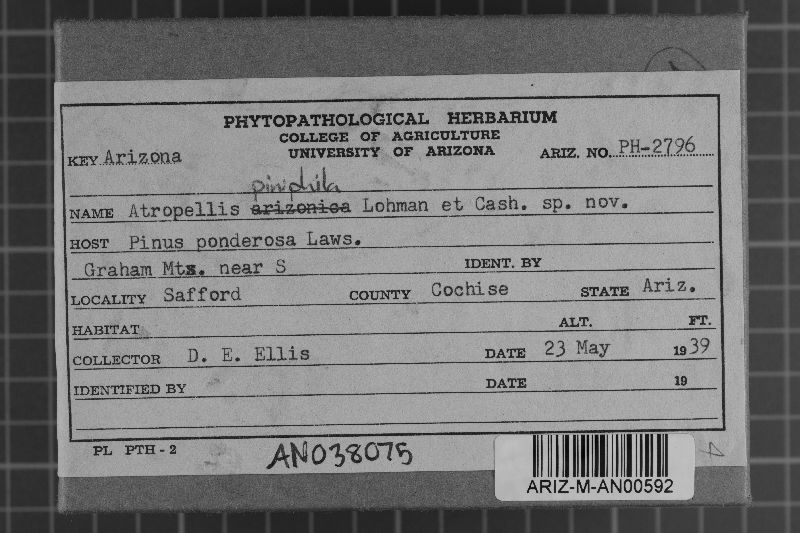 PHYTOPATHOLOGICAL HERBARIUM
COLLEGE OF AGRICULTURE
UNIVERSITY OF ARIZONA
KEY Arizona ARIZ. NO. PH-2796
piniphila
NAME Atropellis arizonica Lohman et Cash. sp. nov.
HOST Pinus ponderosa Laws.
Graham Mts. near S IDENT. BY
LOCALITY Safford COUNTY Cochise STATE Ariz.
HABITAT ALT. FT.
COLLECTOR D. E. Ellis DATE 23 May 1939
IDENTIFIED BY DATE 19
PL PTH-2
AN038075
ARIZ-M-AN00592